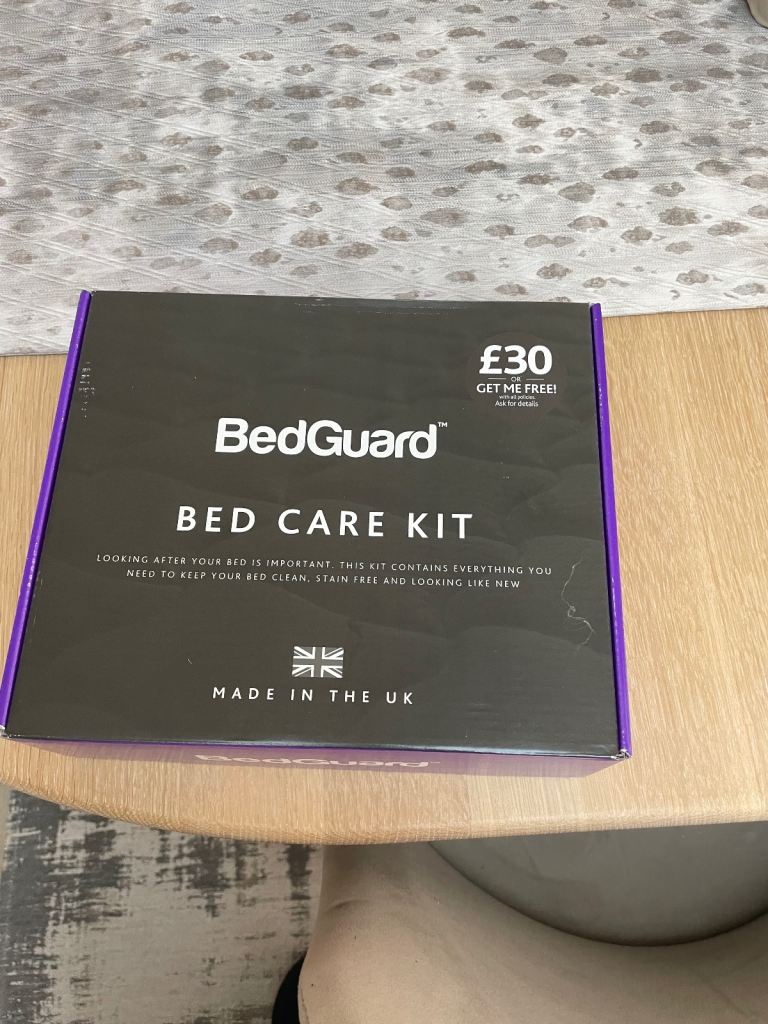 £30
OR
GET ME FREE!
with all policies.
Ask for details
BedGuard™
BED CARE KIT
LOOKING AFTER YOUR BED IS IMPORTANT. THIS KIT CONTAINS EVERYTHING YOU
NEED TO KEEP YOUR BED CLEAN, STAIN FREE AND LOOKING LIKE NEW
MADE IN THE UK
BedGuard™